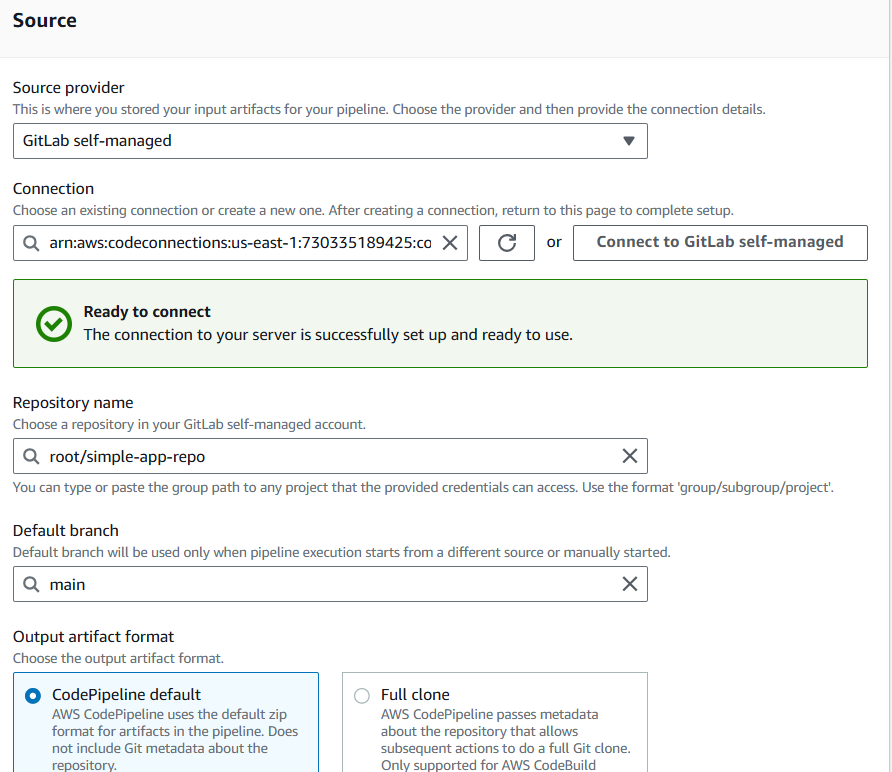 Source
Source provider
This is where you stored your input artifacts for your pipeline. Choose the provider and then provide the connection details.
GitLab self-managed
Connection
Choose an existing connection or create a new one. After creating a connection, return to this page to complete setup.
arn:aws:codeconnections:us-east-1:730335189425:co
or
Connect to GitLab self-managed
Ready to connect
The connection to your server is successfully set up and ready to use.
Repository name
Choose a repository in your GitLab self-managed account.
root/simple-app-repo
You can type or paste the group path to any project that the provided credentials can access. Use the format 'group/subgroup/project'.
Default branch
Default branch will be used only when pipeline execution starts from a different source or manually started.
main
Output artifact format
Choose the output artifact format.
CodePipeline default
AWS CodePipeline uses the default zip
format for artifacts in the pipeline. Does
not include Git metadata about the
repository.
Full clone
AWS CodePipeline passes metadata
about the repository that allows
subsequent actions to do a full Git clone.
Only supported for AWS CodeBuild